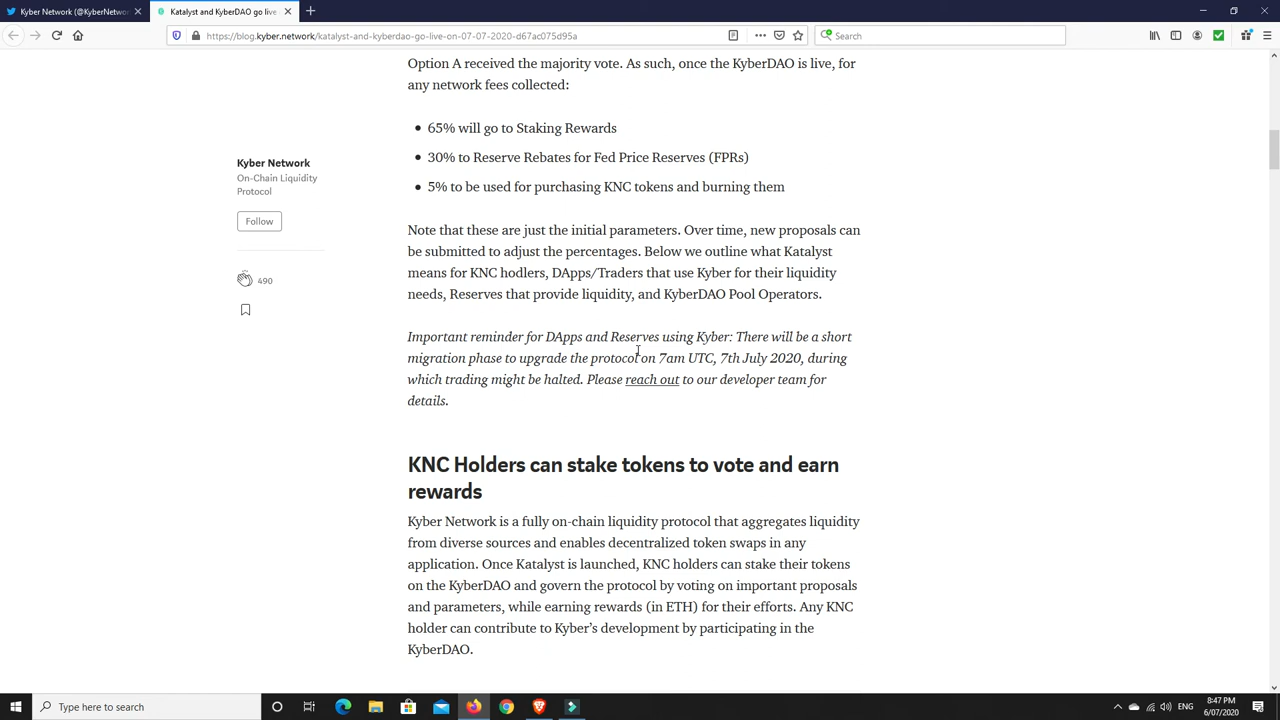 Kyber Network (@KyberNetwor
Katalyst and KyberDAO go live
https://blog.kyber.network/katalyst-and-kyberdao-go-live-on-07-07-2020-d67ac075d95a
Search
Option A received the majority vote. As such, once the KyberDAO is live, for
any network fees collected:
65% will go to Staking Rewards
30% to Reserve Rebates for Fed Price Reserves (FPRs)
5% to be used for purchasing KNC tokens and burning them
Kyber Network
On-Chain Liquidity
Protocol
Follow
490
Note that these are just the initial parameters. Over time, new proposals can
be submitted to adjust the percentages. Below we outline what Katalyst
means for KNC hodlers, DApps/Traders that use Kyber for their liquidity
needs, Reserves that provide liquidity, and KyberDAO Pool Operators.
Important reminder for DApps and Reserves using Kyber: There will be a short
migration phase to upgrade the protocol on 7am UTC, 7th July 2020, during
which trading might be halted. Please reach out to our developer team for
details.
KNC Holders can stake tokens to vote and earn
rewards
Kyber Network is a fully on-chain liquidity protocol that aggregates liquidity
from diverse sources and enables decentralized token swaps in any
application. Once Katalyst is launched, KNC holders can stake their tokens
on the KyberDAO and govern the protocol by voting on important proposals
and parameters, while earning rewards (in ETH) for their efforts. Any KNC
holder can contribute to Kyber's development by participating in the
KyberDAO.
Type here to search
ENG
8:47 PM
6/07/2020